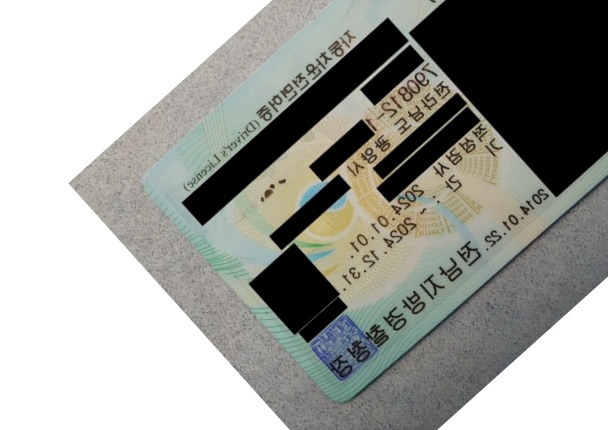 자동차운전면허증 (Driver's License)
790812-1
전라남도 광양시
적성검사 2024.01.01.
기 간 : ~ 2024.12.31.
2014.01.22.
전남지방경찰청장